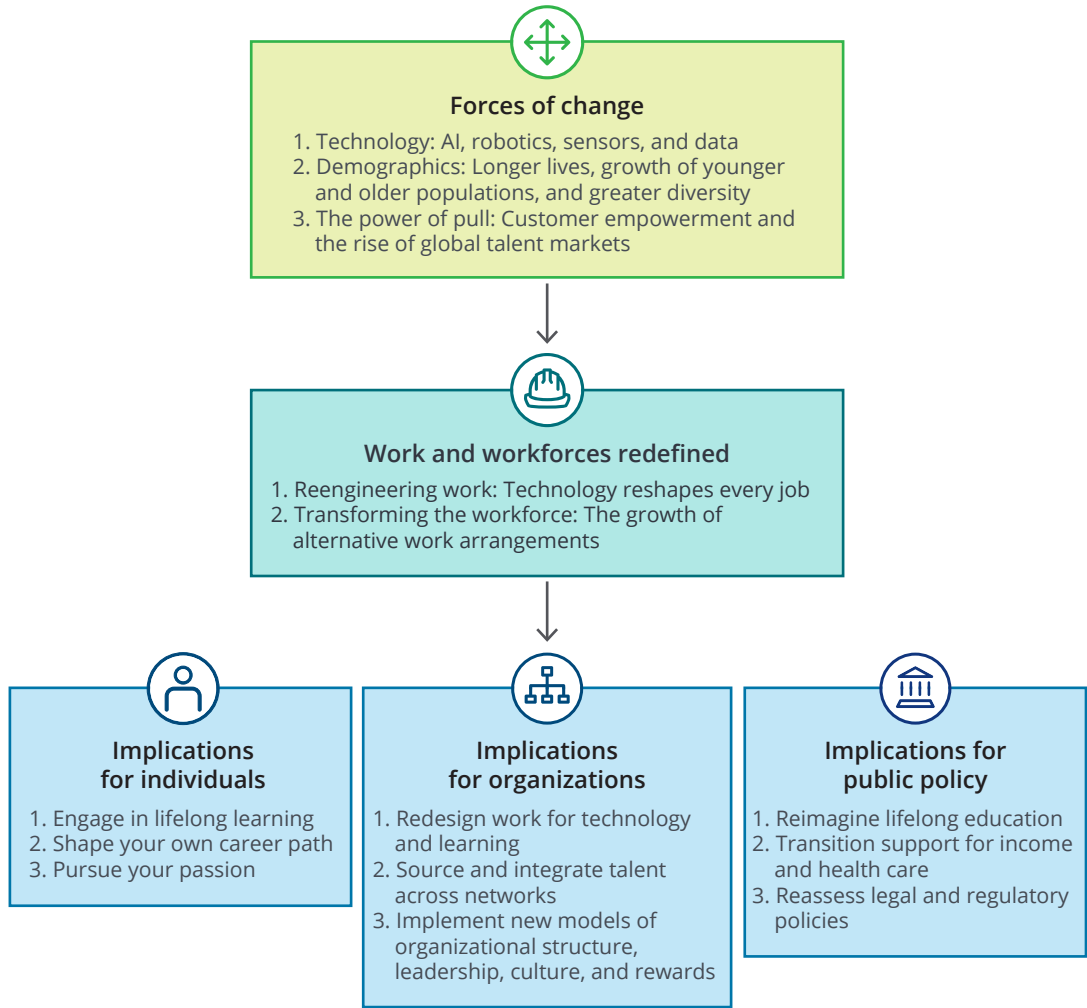 Forces of change
1. Technology: AI, robotics, sensors, and data
2. Demographics: Longer lives, growth of younger
and older populations, and greater diversity
3. The power of pull: Customer empowerment and
the rise of global talent markets
Work and workforces redefined
1. Reengineering work: Technology reshapes every job
2. Transforming the workforce: The growth of
alternative work arrangements
Implications
for individuals
1. Engage in lifelong learning
2. Shape your own career path
3. Pursue your passion
Implications
for organizations
1. Redesign work for technology
and learning
2. Source and integrate talent
across networks
3. Implement new models of
organizational structure,
leadership, culture, and rewards
Implications for
public policy
1. Reimagine lifelong education
2. Transition support for income
and health care
3. Reassess legal and regulatory
policies